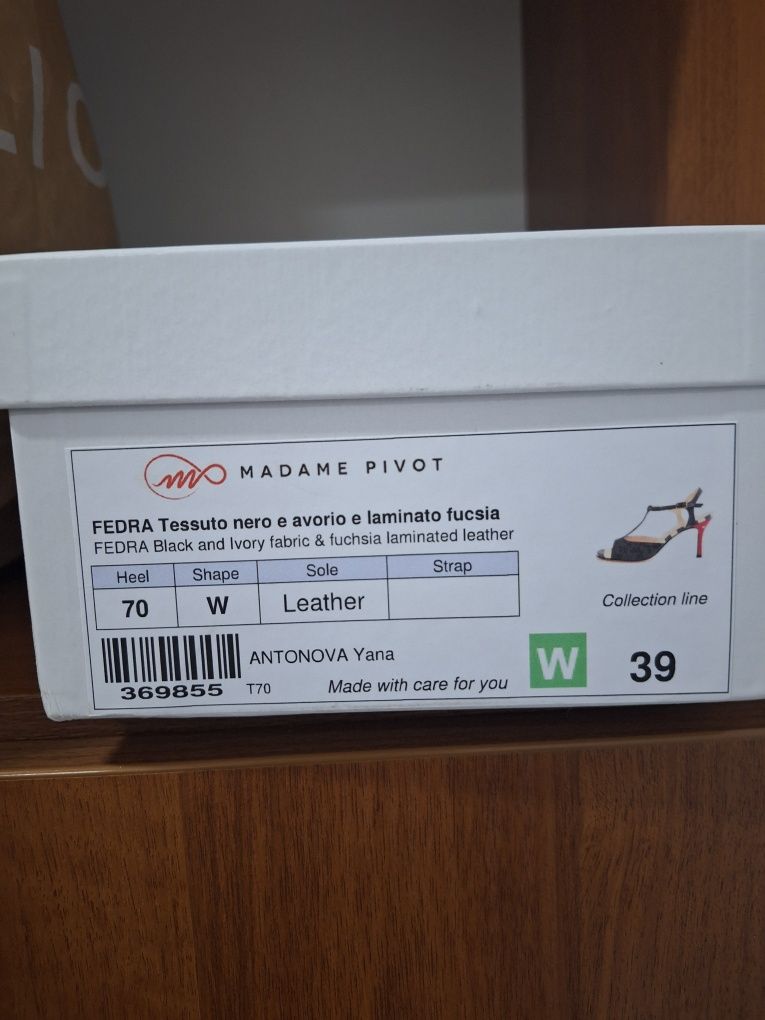 MADAME PIVOT
FEDRA Tessuto nero e avorio e laminato fucsia
FEDRA Black and Ivory fabric & fuchsia laminated leather
Heel Shape Sole Strap
70 W Leather
Collection line
ANTONOVA Yana
369855 T70 Made with care for you W 39